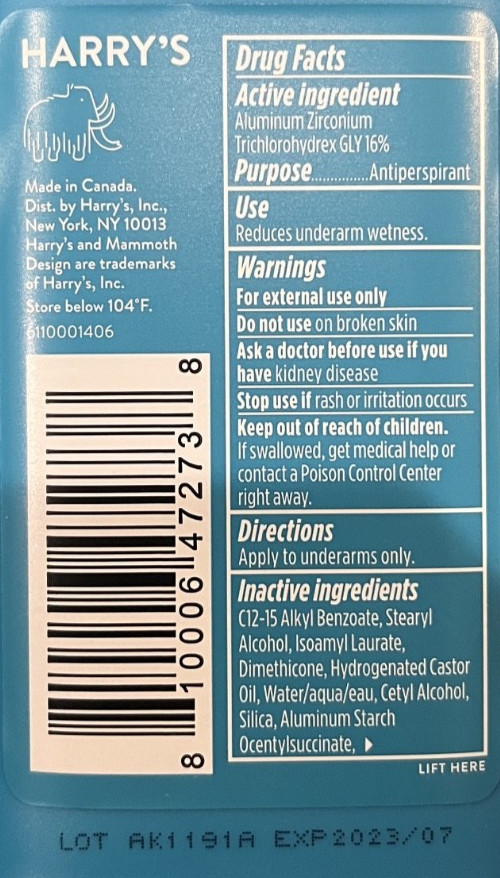 HARRY'S
Made in Canada.
Dist. by Harry's, Inc.,
New York, NY 10013
Harry's and Mammoth
Design are trademarks
of Harry's, Inc.
Store below 104°F.
6110001406
8 10006 47273 8
Drug Facts
Active ingredient
Aluminum Zirconium
Trichlorohydrex GLY 16%
Purpose..............Antiperspirant
Use
Reduces underarm wetness.
Warnings
For external use only
Do not use on broken skin
Ask a doctor before use if you
have kidney disease
Stop use if rash or irritation occurs
Keep out of reach of children.
If swallowed, get medical help or
contact a Poison Control Center
right away.
Directions
Apply to underarms only.
Inactive ingredients
C12-15 Alkyl Benzoate, Stearyl
Alcohol, Isoamyl Laurate,
Dimethicone, Hydrogenated Castor
Oil, Water/aqua/eau, Cetyl Alcohol,
Silica, Aluminum Starch
Ocentylsuccinate, ▶
LIFT HERE
LOT AK1191A EXP2023/07